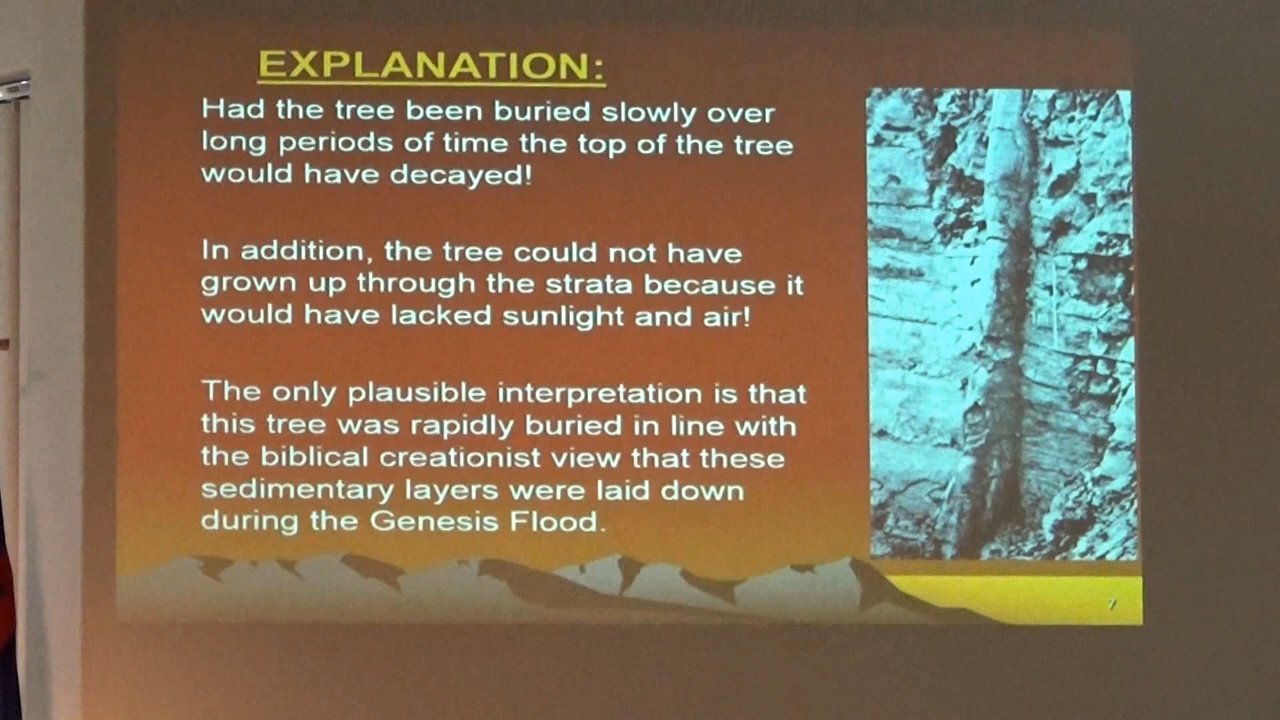 EXPLANATION:
Had the tree been buried slowly over
long periods of time the top of the tree
would have decayed!
In addition, the tree could not have
grown up through the strata because it
would have lacked sunlight and air!
The only plausible interpretation is that
this tree was rapidly buried in line with
the biblical creationist view that these
sedimentary layers were laid down
during the Genesis Flood.
7